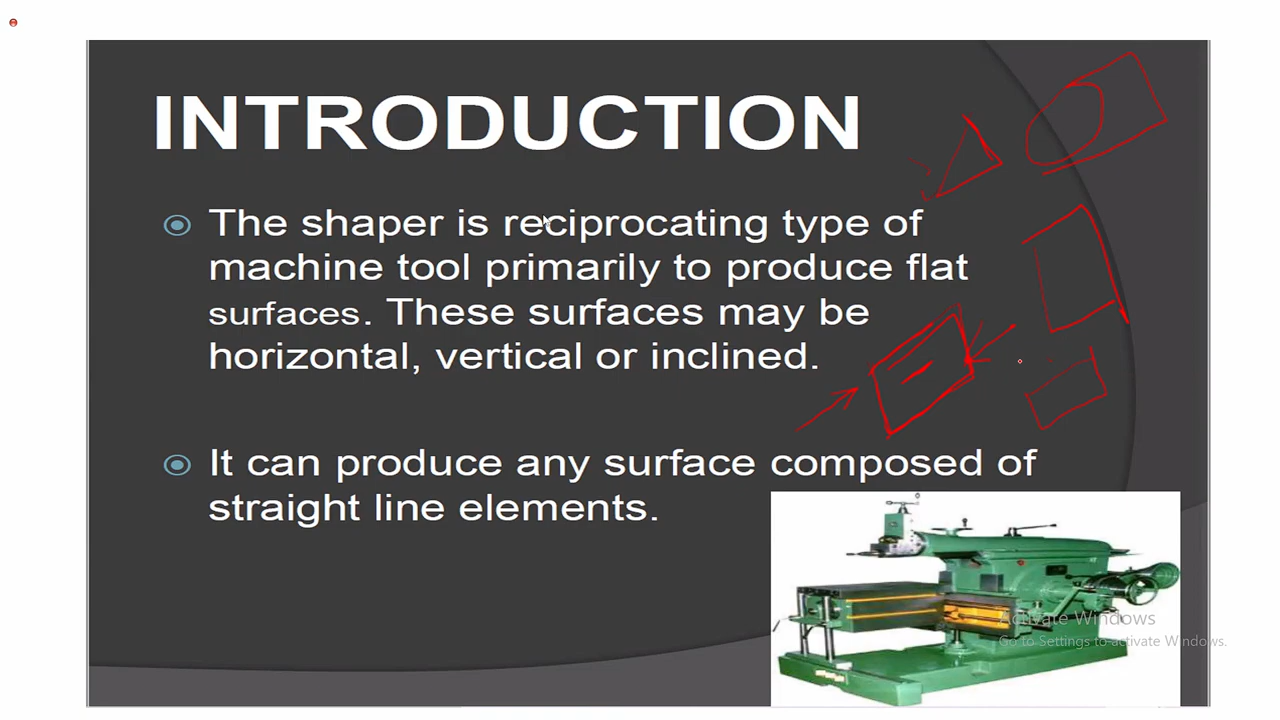 INTRODUCTION
The shaper is reciprocating type of
machine tool primarily to produce flat
surfaces. These surfaces may be
horizontal, vertical or inclined.
It can produce any surface composed of
straight line elements.
Activate Windows
Go to Settings to activate Windows.